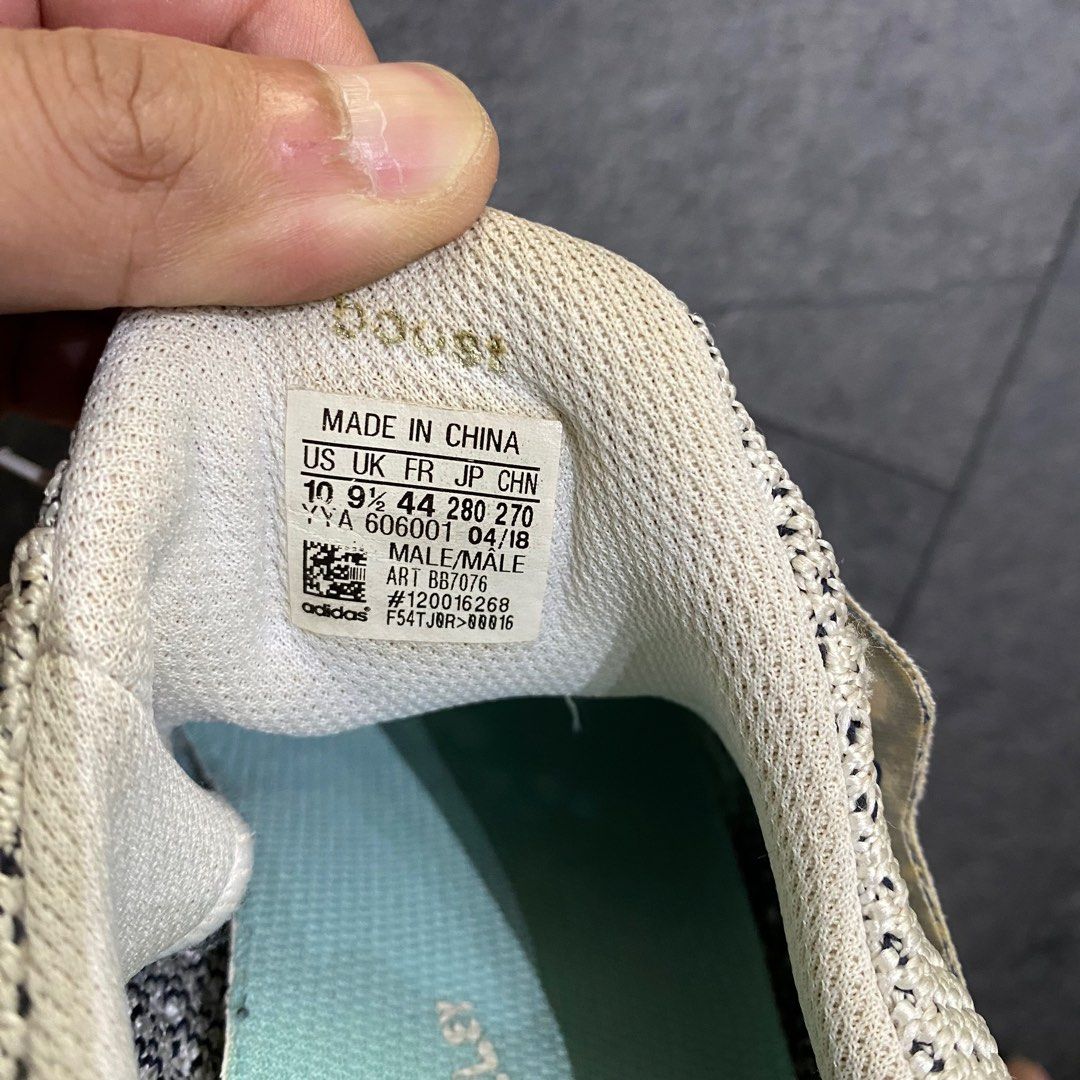 boost
MADE IN CHINA
US UK FR JP CHN
10 9½ 44 280 270
YYA 606001 04/18
MALE/MÂLE
ART BB7076
#120016268
adidas®
F54TJ0R>00016